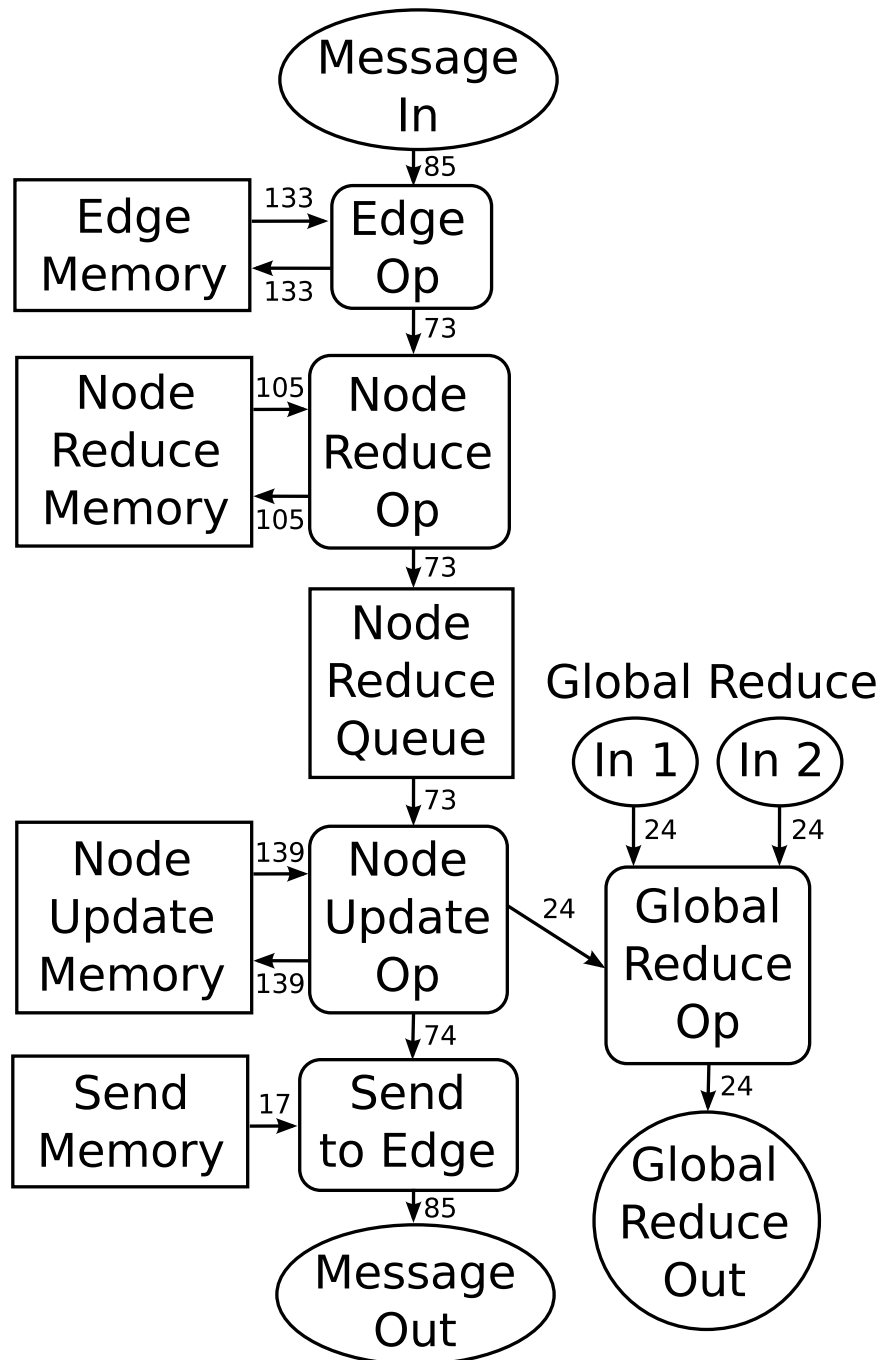 Message
In
85
Edge
Memory
133
133
Edge
Op
73
Node
Reduce
Memory
105
105
Node
Reduce
Op
73
Node
Reduce
Queue
73
Global Reduce
In 1
In 2
24
24
Node
Update
Memory
139
139
Node
Update
Op
24
Global
Reduce
Op
74
24
Send
Memory
17
Send
to Edge
85
Message
Out
Global
Reduce
Out